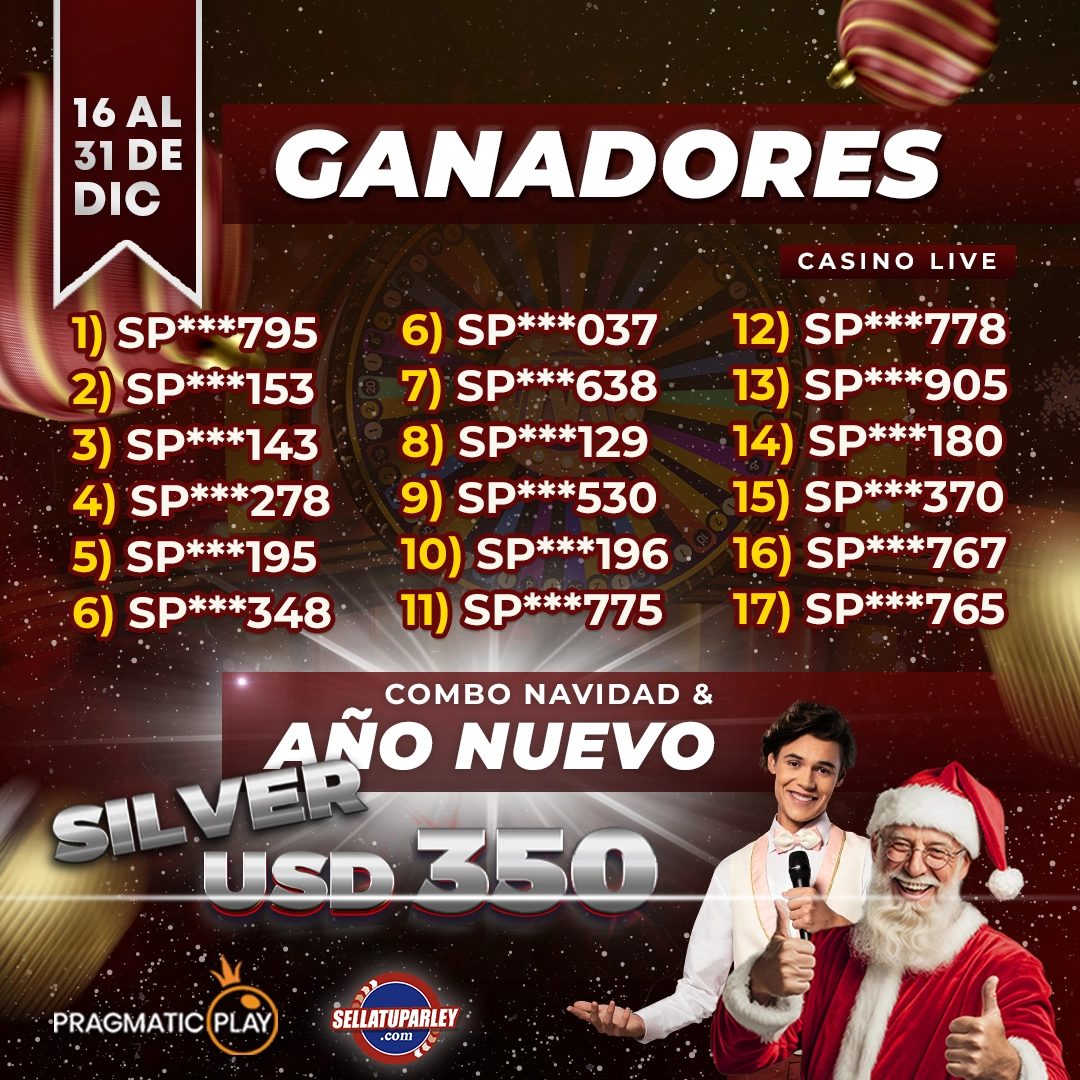 16 AL
31 DE
DIC
GANADORES
CASINO LIVE
1) SP***795
2) SP***153
3) SP***143
4) SP***278
5) SP***195
6) SP***348
6) SP***037
7) SP***638
8) SP***129
9) SP***530
10) SP***196
11) SP***775
12) SP***778
13) SP***905
14) SP***180
15) SP***370
16) SP***767
17) SP***765
COMBO NAVIDAD &
AÑO NUEVO
SILVER
USD 350
PRAGMATIC PLAY
SELLATUPARLEY
.com